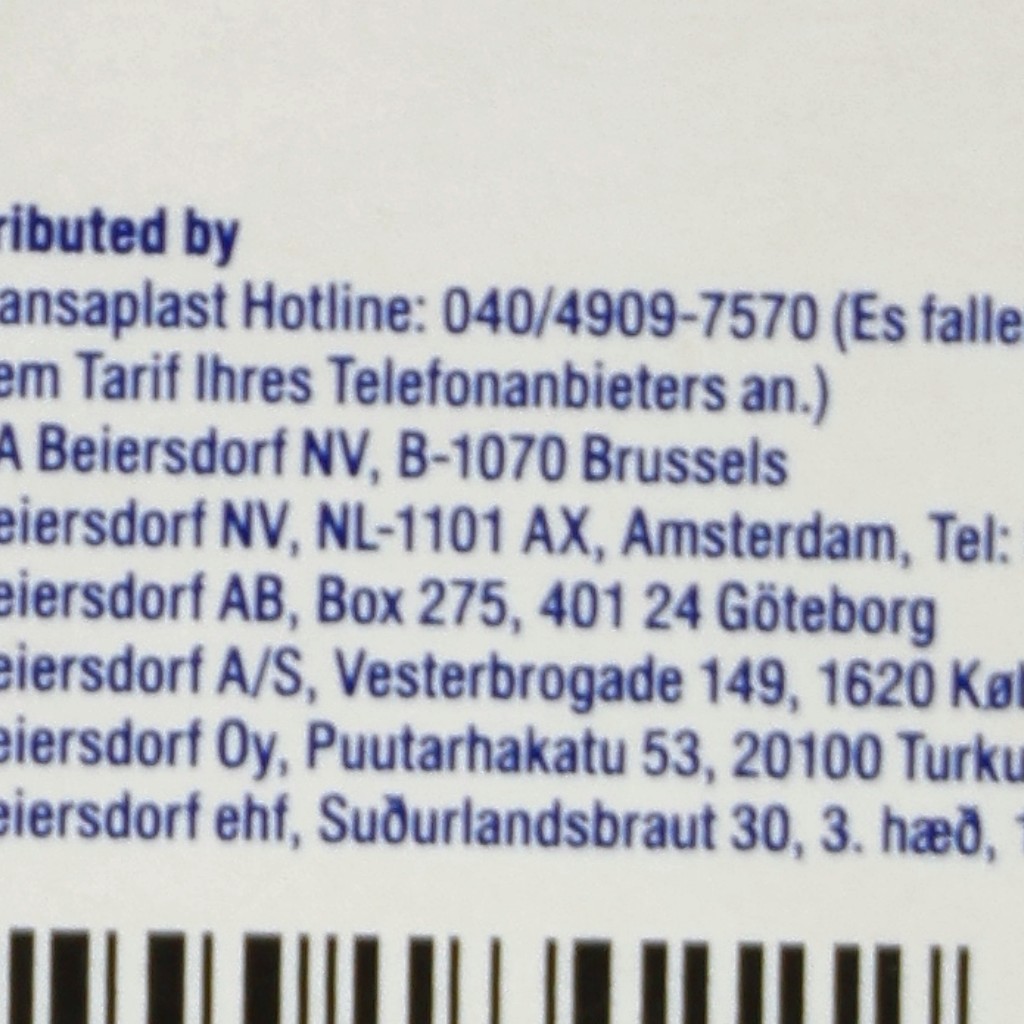 ributed by
ansaplast Hotline: 040/4909-7570 (Es falle
em Tarif Ihres Telefonanbieters an.)
A Beiersdorf NV, B-1070 Brussels
eiersdorf NV, NL-1101 AX, Amsterdam, Tel:
eiersdorf AB, Box 275, 401 24 Göteborg
eiersdorf A/S, Vesterbrogade 149, 1620 Køl
eiersdorf Oy, Puutarhakatu 53, 20100 Turku
eiersdorf ehf, Suðurlandsbraut 30, 3. hæð, 1